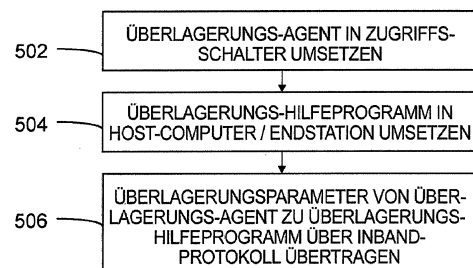 502
ÜBERLAGERUNGS-AGENT IN ZUGRIFFS-
SCHALTER UMSETZEN
504
ÜBERLAGERUNGS-HILFEPROGRAMM IN
HOST-COMPUTER / ENDSTATION UMSETZEN
506
ÜBERLAGERUNGSPARAMETER VON ÜBER-
LAGERUNGS-AGENT ZU ÜBERLAGERUNGS-
HILFEPROGRAMM ÜBER INBAND-
PROTOKOLL ÜBERTRAGEN